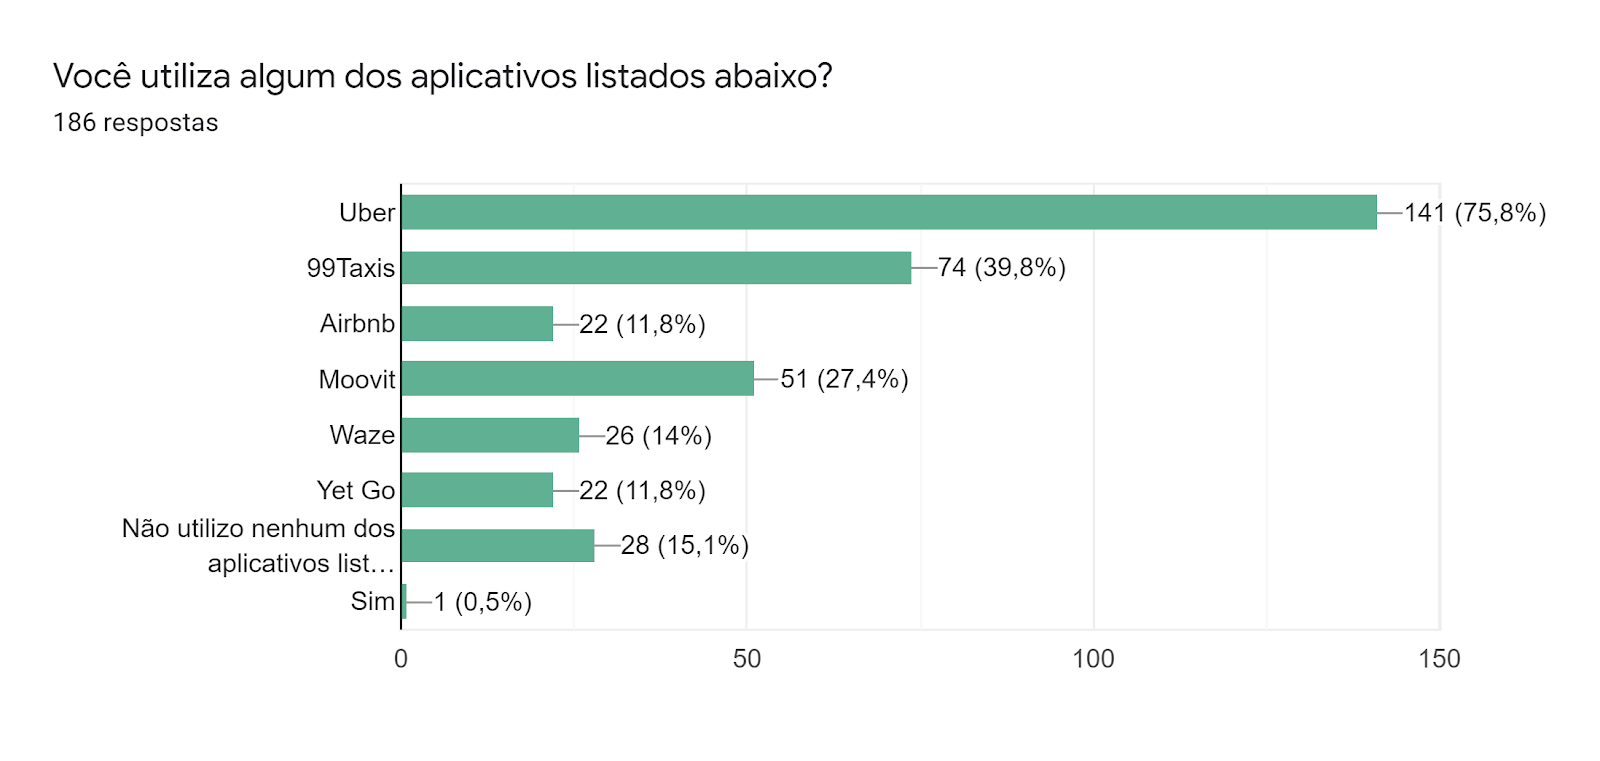 Você utiliza algum dos aplicativos listados abaixo?
186 respostas
Uber
141 (75,8%)
99Taxis
74 (39,8%)
Airbnb
22 (11,8%)
Moovit
51 (27,4%)
Waze
26 (14%)
Yet Go
22 (11,8%)
Não utilizo nenhum dos
aplicativos list…
28 (15,1%)
Sim
1 (0,5%)
0 50 100 150